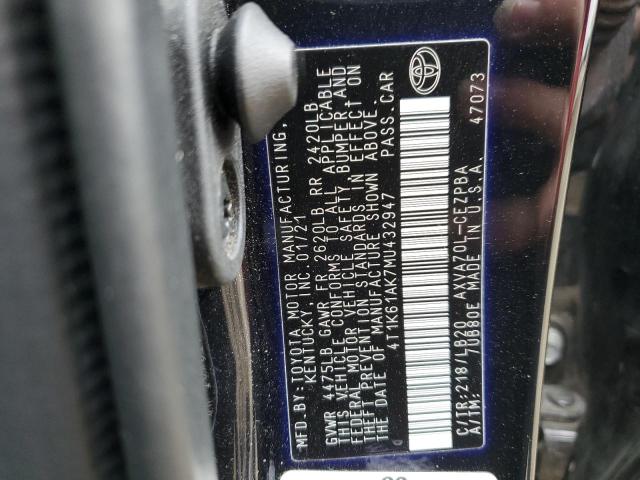 MFD.BY:TOYOTA MOTOR MANUFACTURING,
KENTUCKY, INC. 01/21
GVWR 4475LB GAWR FR 2620LB RR 2420LB
THIS VEHICLE CONFORMS TO ALL APPLICABLE
FEDERAL MOTOR VEHICLE SAFETY, BUMPER, AND
THEFT PREVENTION STANDARDS IN EFFECT ON
THE DATE OF MANUFACTURE SHOWN ABOVE.
4T1K61AK7MU432947 PASS.CAR
C/TR:218/LB20 AXVA70L-CEZPBA
A/TM: /UB80E MADE IN U.S.A. 47073